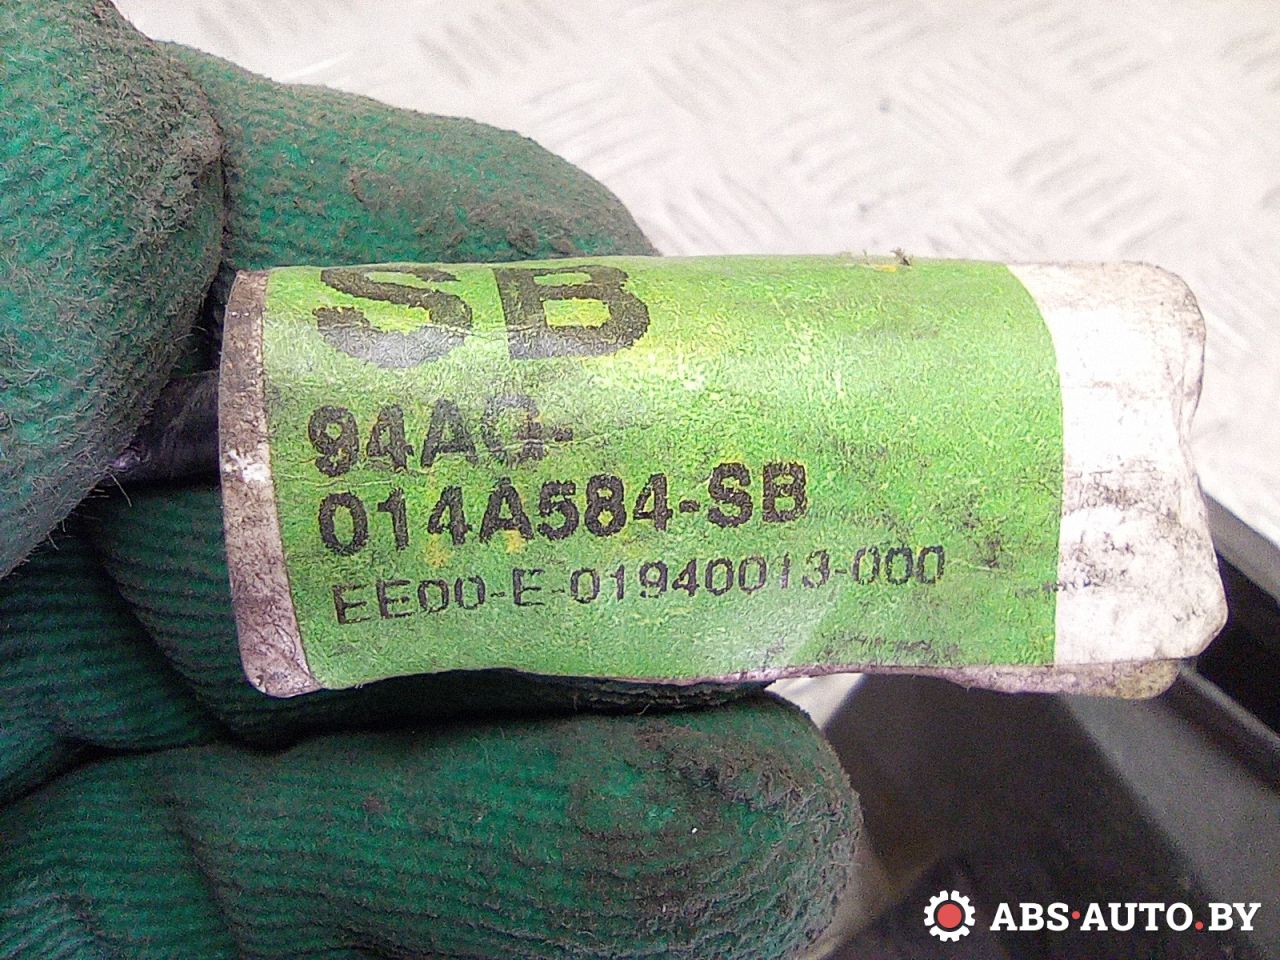 SB
94AG-
014A584-SB
EE00-E-01940013-000
ABS·AUTO.BY